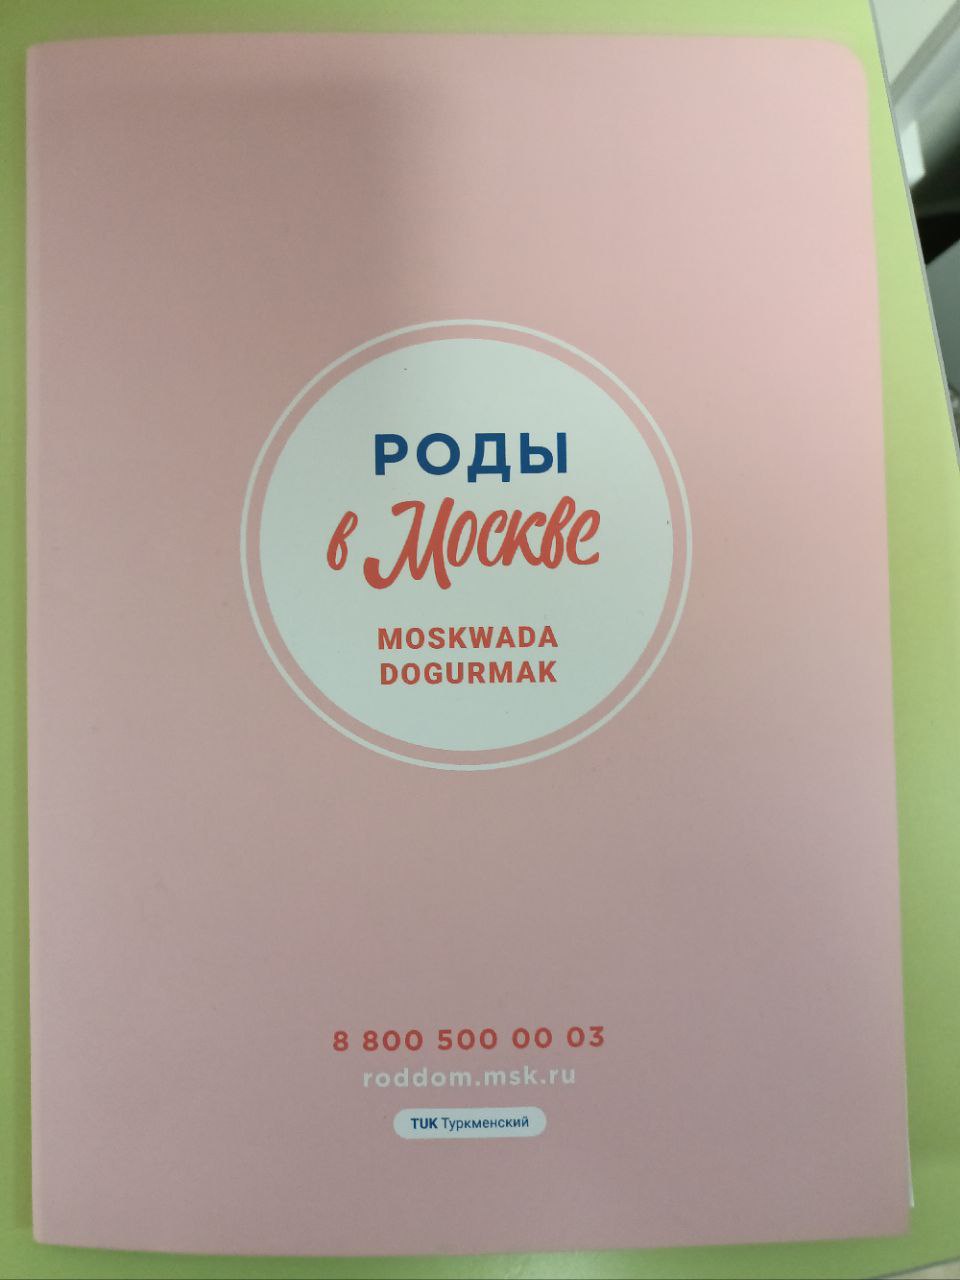 РОДЫ
в Москве
MOSKWADA
DOGURMAK
8 800 500 00 03
roddom.msk.ru
TUK Туркменский